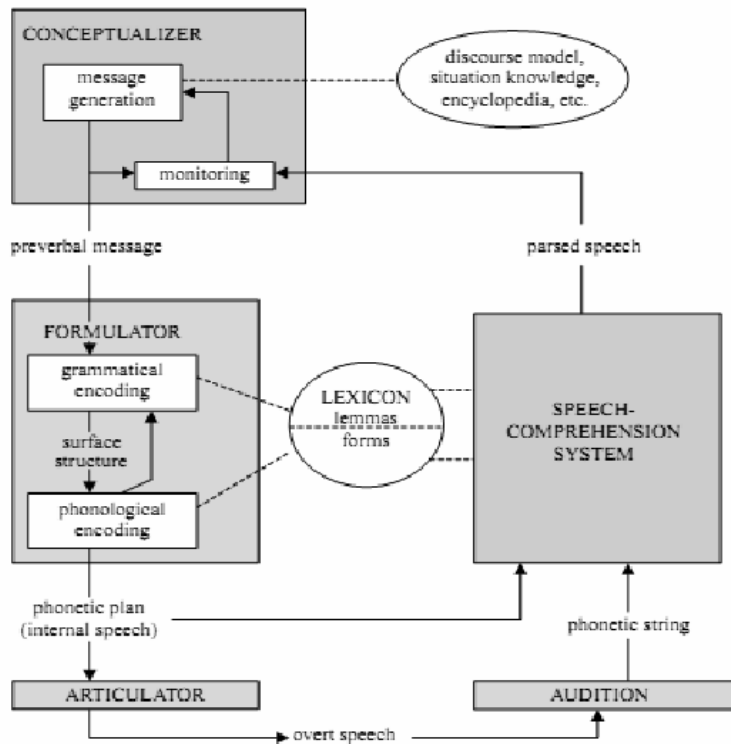 CONCEPTUALIZER
message
generation
discourse model,
situation knowledge,
encyclopedia, etc.
monitoring
preverbal message
parsed speech
FORMULATOR
grammatical
encoding
surface
structure
phonological
encoding
LEXICON
lemmas
forms
SPEECH-
COMPREHENSION
SYSTEM
phonetic plan
(internal speech)
phonetic string
ARTICULATOR
AUDITION
overt speech